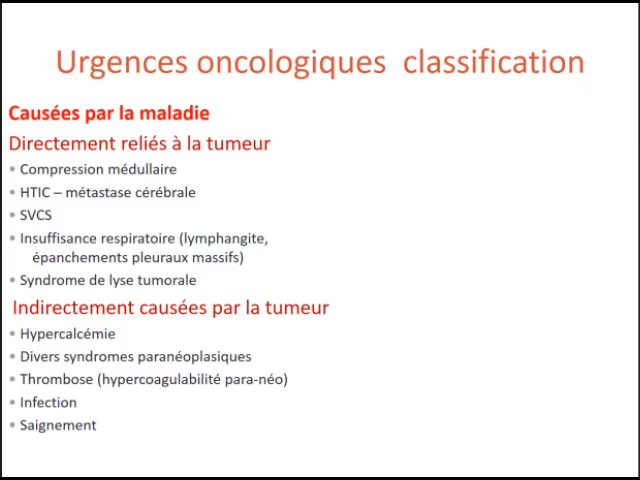 Urgences oncologiques classification
Causées par la maladie
Directement reliés à la tumeur
• Compression médullaire
• HTIC – métastase cérébrale
• SVCS
• Insuffisance respiratoire (lymphangite,
épanchements pleuraux massifs)
• Syndrome de lyse tumorale
Indirectement causées par la tumeur
• Hypercalcémie
• Divers syndromes paranéoplasiques
• Thrombose (hypercoagulabilité para-néo)
• Infection
• Saignement